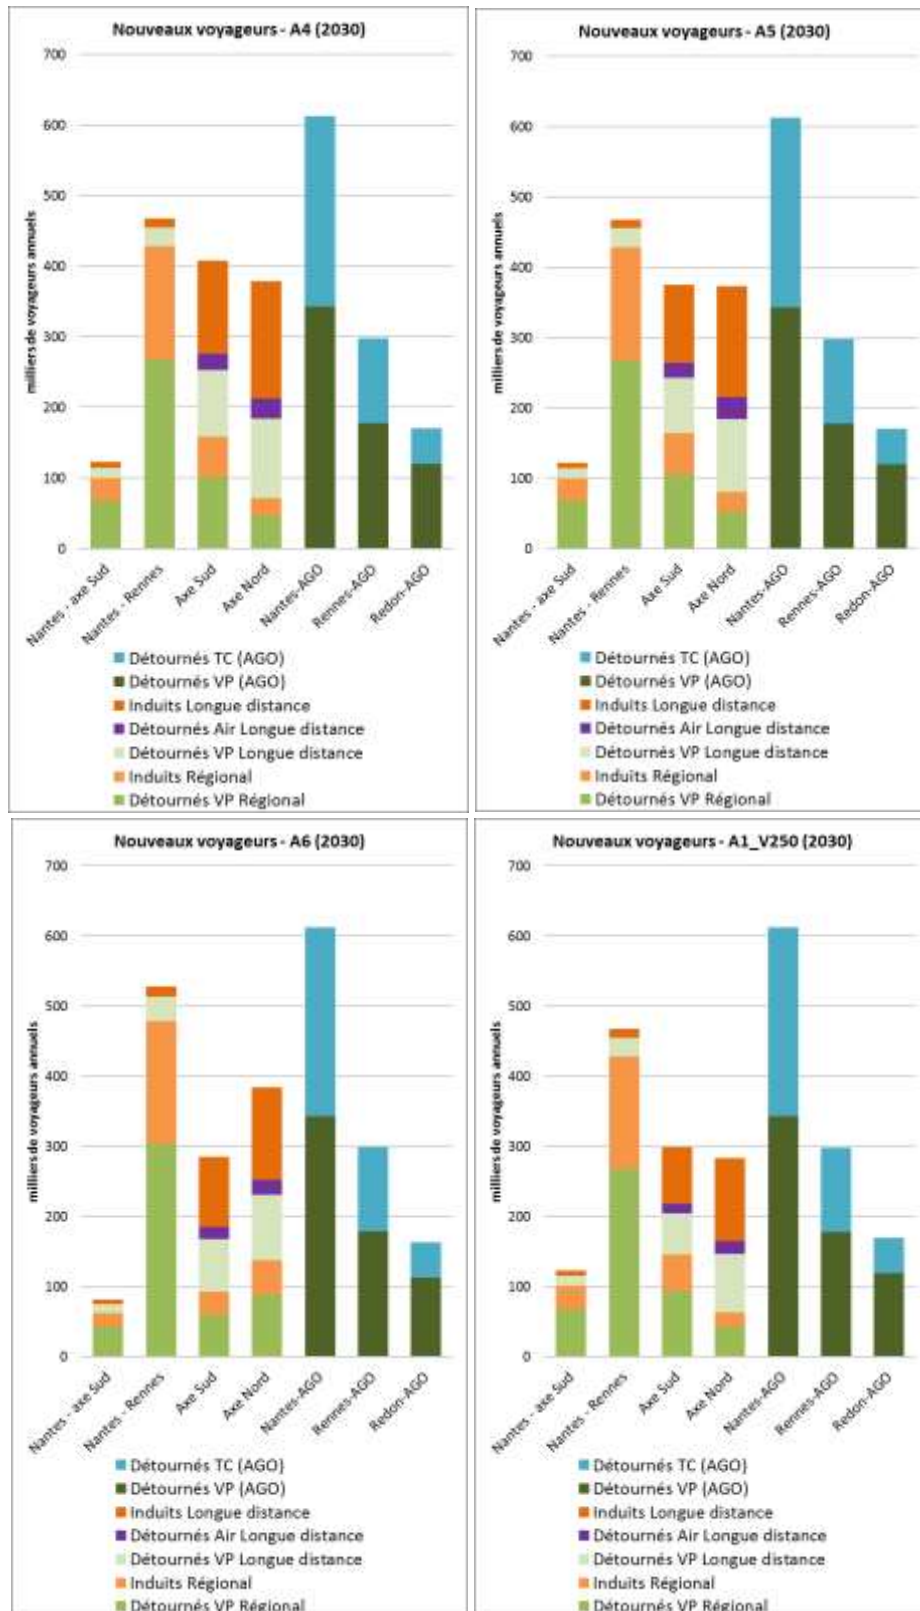 Nouveaux voyageurs - A4 (2030)
milliers de voyageurs annuels
700
600
500
400
300
200
100
0
Nantes - axe Sud
Nantes - Rennes
Axe Sud
Axe Nord
Nantes-AGO
Rennes-AGO
Redon-AGO
Détournés TC (AGO)
Détournés VP (AGO)
Induits Longue distance
Détournés Air Longue distance
Détournés VP Longue distance
Induits Régional
Détournés VP Régional
Nouveaux voyageurs - A5 (2030)
milliers de voyageurs annuels
700
600
500
400
300
200
100
0
Nantes - axe Sud
Nantes - Rennes
Axe Sud
Axe Nord
Nantes-AGO
Rennes-AGO
Redon-AGO
Détournés TC (AGO)
Détournés VP (AGO)
Induits Longue distance
Détournés Air Longue distance
Détournés VP Longue distance
Induits Régional
Détournés VP Régional
Nouveaux voyageurs - A6 (2030)
milliers de voyageurs annuels
700
600
500
400
300
200
100
0
Nantes - axe Sud
Nantes - Rennes
Axe Sud
Axe Nord
Nantes-AGO
Rennes-AGO
Redon-AGO
Détournés TC (AGO)
Détournés VP (AGO)
Induits Longue distance
Détournés Air Longue distance
Détournés VP Longue distance
Induits Régional
Détournés VP Régional
Nouveaux voyageurs - A1_V250 (2030)
milliers de voyageurs annuels
700
600
500
400
300
200
100
0
Nantes - axe Sud
Nantes - Rennes
Axe Sud
Axe Nord
Nantes-AGO
Rennes-AGO
Redon-AGO
Détournés TC (AGO)
Détournés VP (AGO)
Induits Longue distance
Détournés Air Longue distance
Détournés VP Longue distance
Induits Régional
Détournés VP Régional